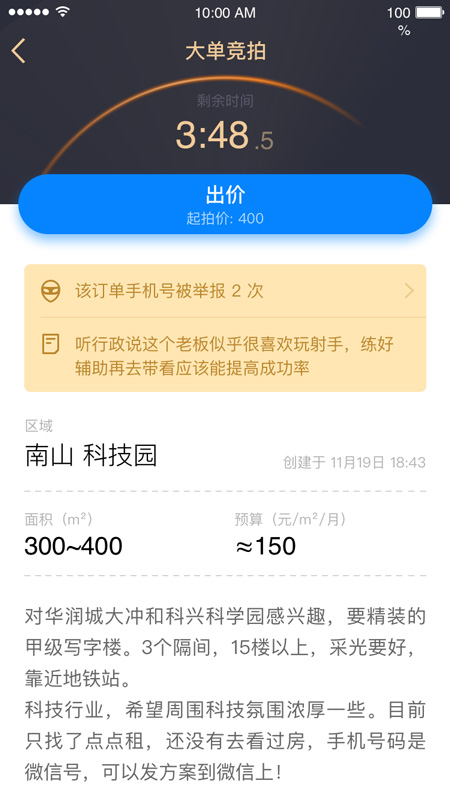 10:00 AM
100
%
大单竞拍
剩余时间
3:48.5
出价
起拍价: 400
该订单手机号被举报 2 次
听行政说这个老板似乎很喜欢玩射手，练好
辅助再去带看应该能提高成功率
区域
南山 科技园
创建于 11月19日 18:43
面积（m²）
预算（元/m²/月）
300~400
≈150
对华润城大冲和科兴科学园感兴趣，要精装的
甲级写字楼。3个隔间，15楼以上，采光要好，
靠近地铁站。
科技行业，希望周围科技氛围浓厚一些。目前
只找了点点租，还没有去看过房，手机号码是
微信号，可以发方案到微信上！